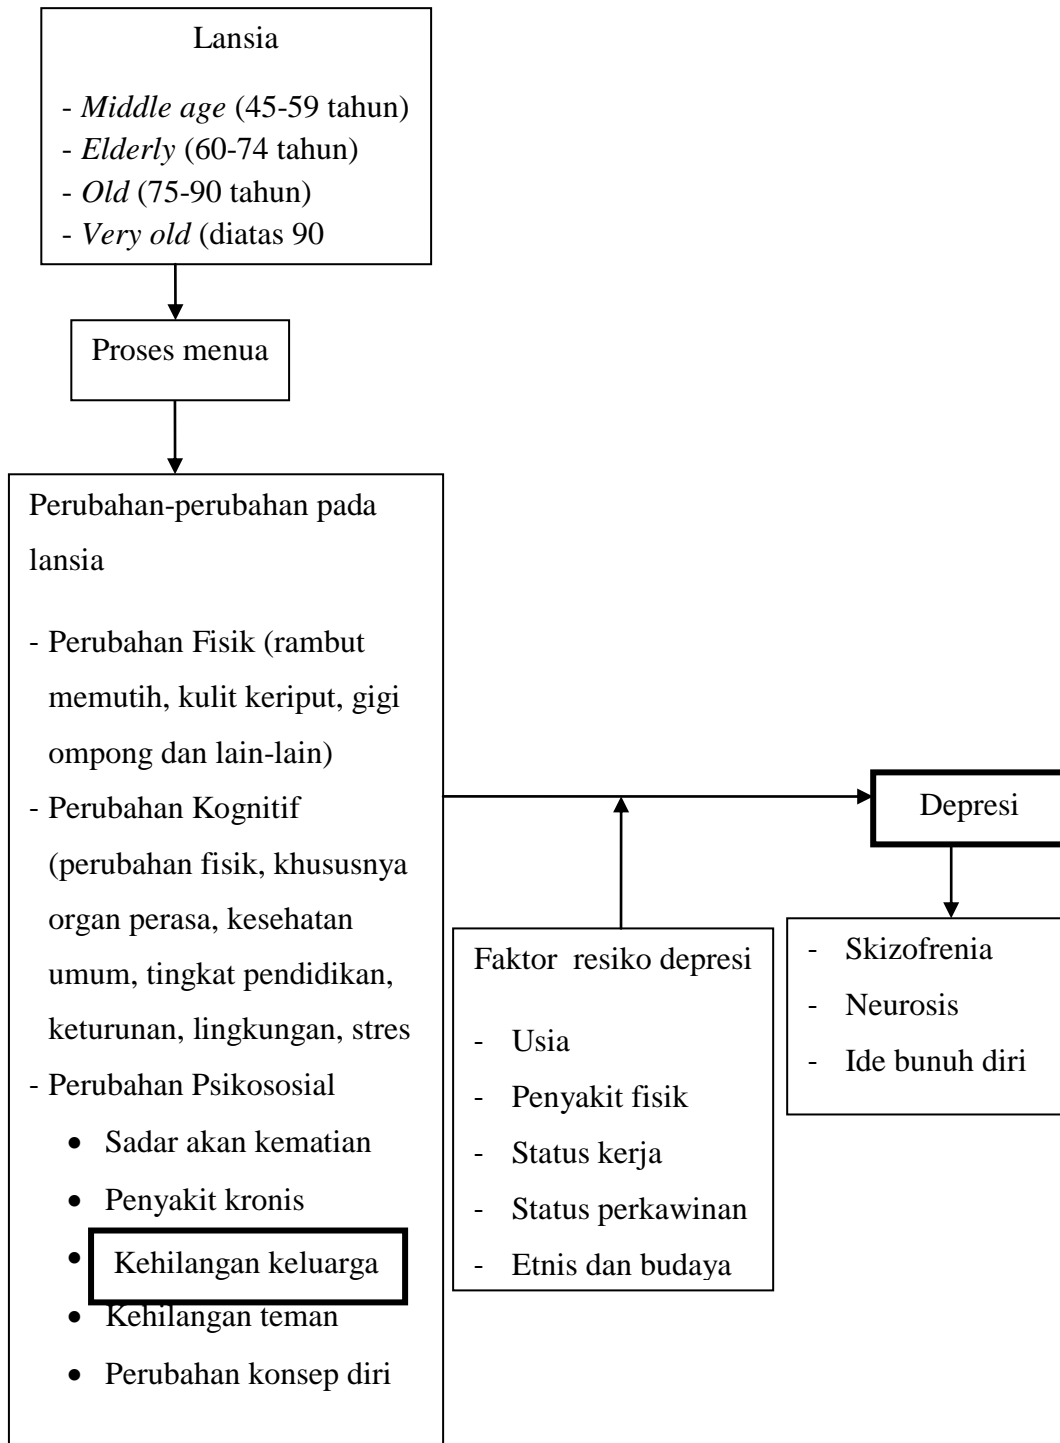 Lansia
- Middle age (45-59 tahun)
- Elderly (60-74 tahun)
- Old (75-90 tahun)
- Very old (diatas 90
Proses menua
Perubahan-perubahan pada
lansia
- Perubahan Fisik (rambut
memutih, kulit keriput, gigi
ompong dan lain-lain)
- Perubahan Kognitif
(perubahan fisik, khususnya
organ perasa, kesehatan
umum, tingkat pendidikan,
keturunan, lingkungan, stres
- Perubahan Psikososial
• Sadar akan kematian
• Penyakit kronis
• Kehilangan keluarga
• Kehilangan teman
• Perubahan konsep diri
Faktor resiko depresi
- Usia
- Penyakit fisik
- Status kerja
- Status perkawinan
- Etnis dan budaya
Depresi
- Skizofrenia
- Neurosis
- Ide bunuh diri